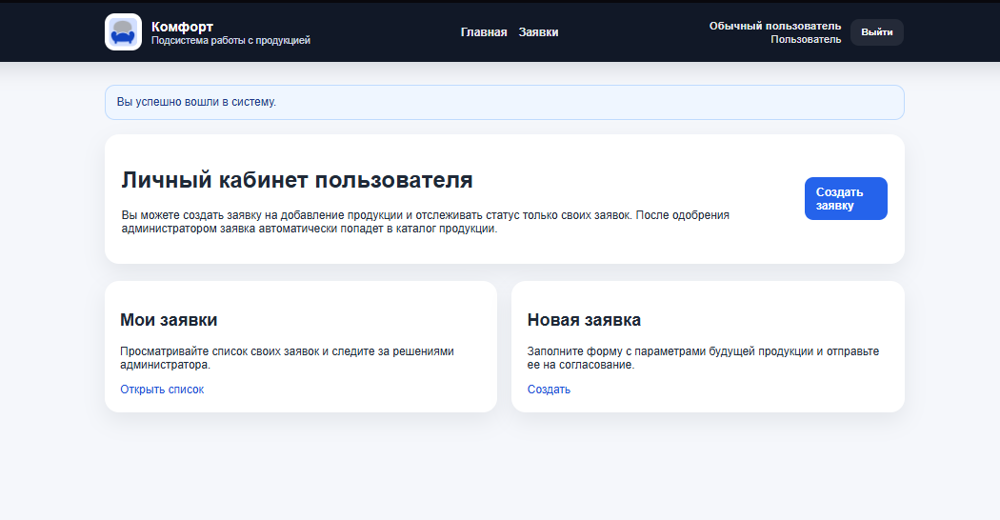 Комфорт
Подсистема работы с продукцией
Главная Заявки
Обычный пользователь
Пользователь
Выйти
Вы успешно вошли в систему.
Личный кабинет пользователя
Вы можете создать заявку на добавление продукции и отслеживать статус только своих заявок. После одобрения
администратором заявка автоматически попадет в каталог продукции.
Создать
заявку
Мои заявки
Просматривайте список своих заявок и следите за решениями
администратора.
Открыть список
Новая заявка
Заполните форму с параметрами будущей продукции и отправьте
ее на согласование.
Создать